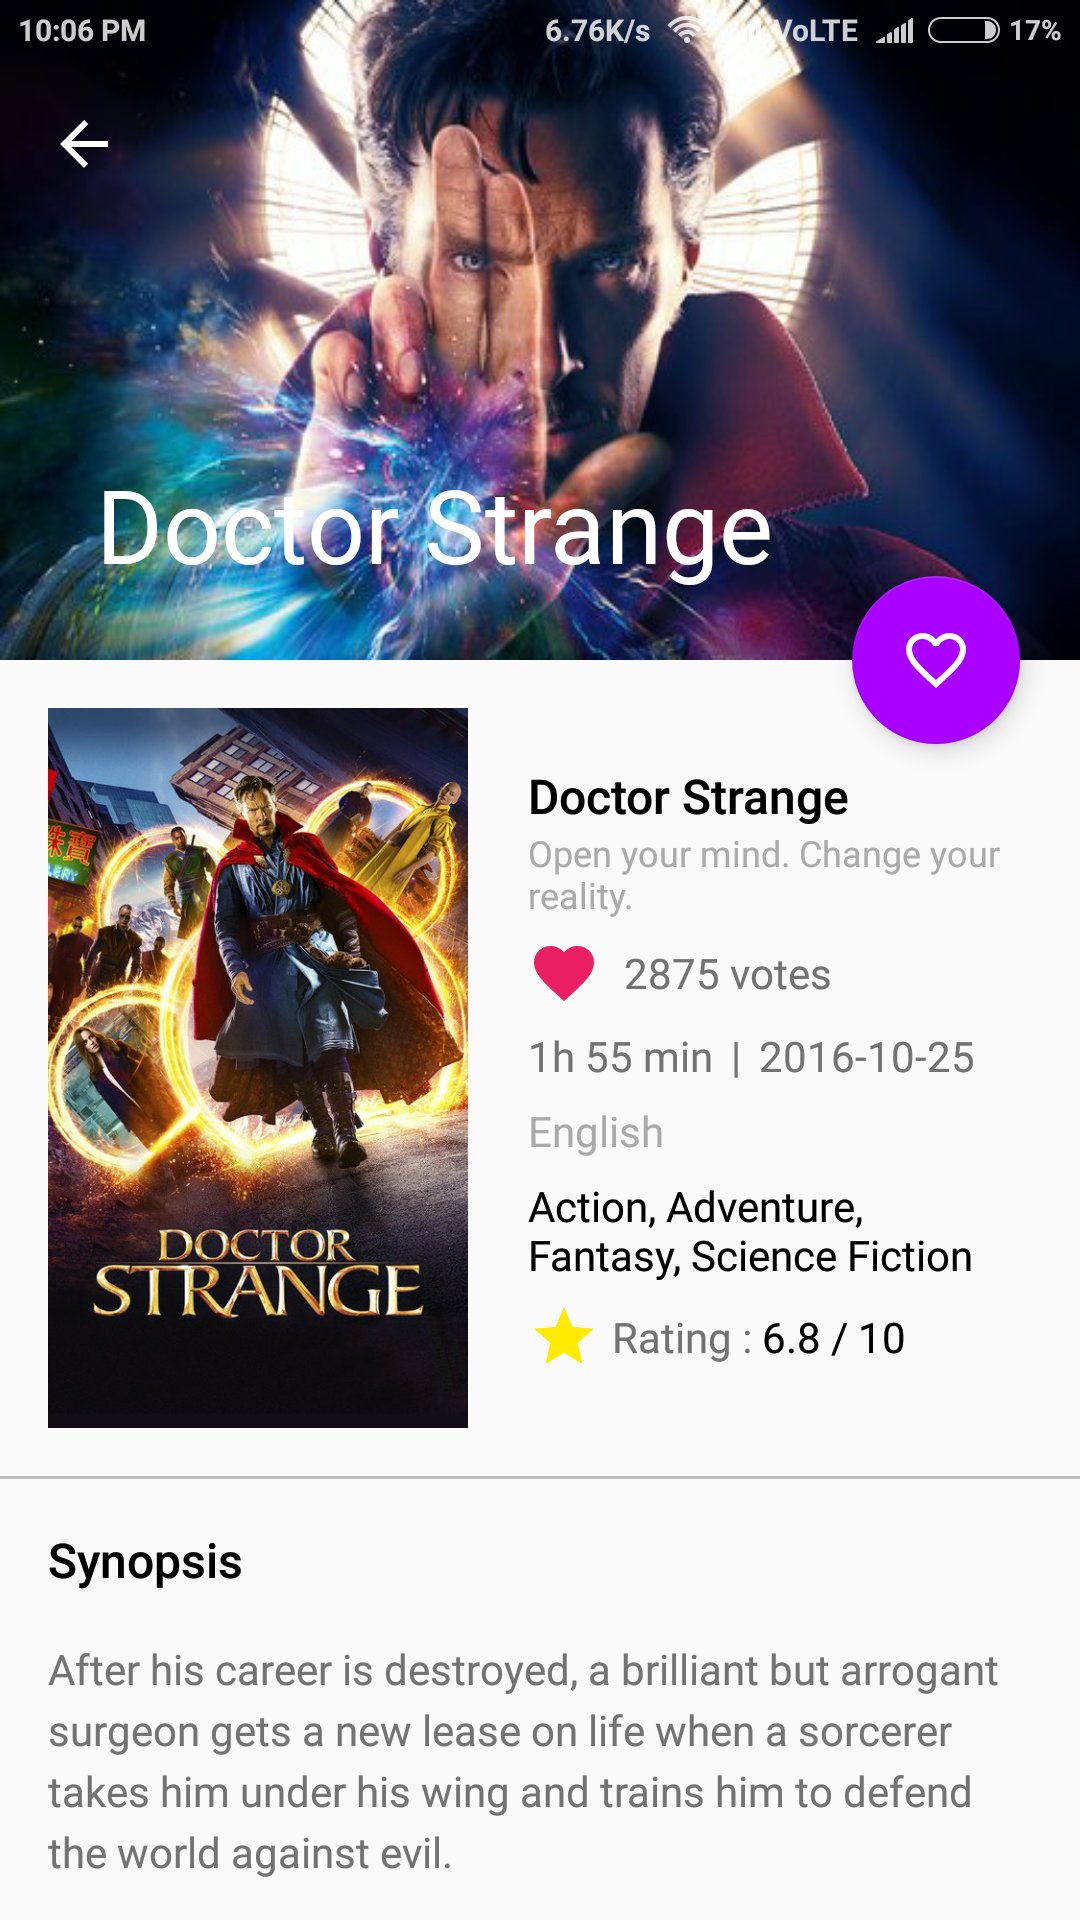 10:06 PM 6.76K/s VoLTE 17%
Doctor Strange
珠寶
DOCTOR
STRANGE
Doctor Strange
Open your mind. Change your
reality.
2875 votes
1h 55 min | 2016-10-25
English
Action, Adventure,
Fantasy, Science Fiction
Rating : 6.8 / 10
Synopsis
After his career is destroyed, a brilliant but arrogant
surgeon gets a new lease on life when a sorcerer
takes him under his wing and trains him to defend
the world against evil.